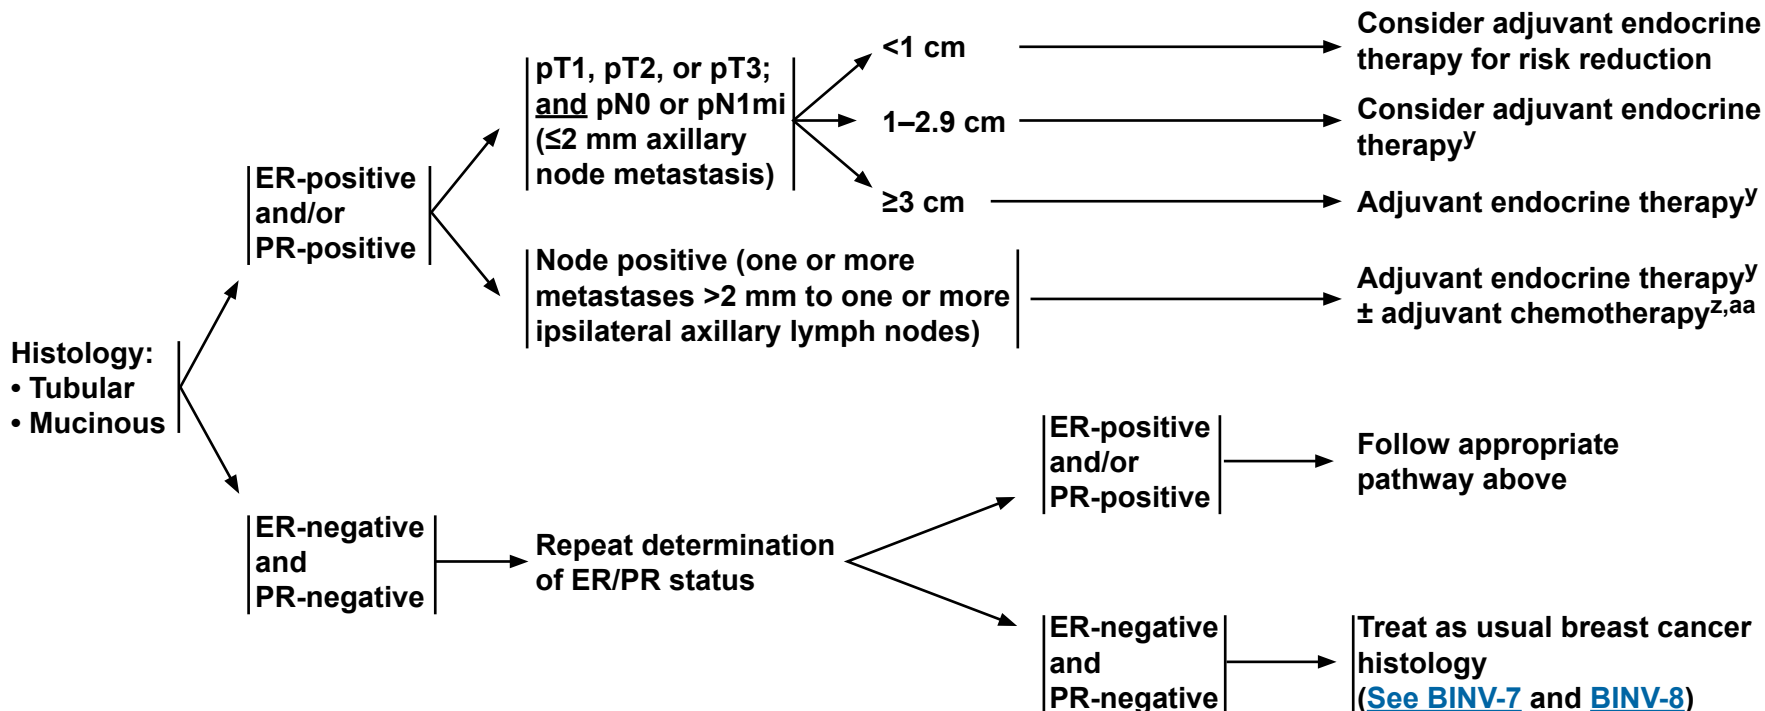 Histology:
• Tubular
• Mucinous
ER-positive
and/or
PR-positive
pT1, pT2, or pT3;
and pN0 or pN1mi
(≤2 mm axillary
node metastasis)
<1 cm
Consider adjuvant endocrine
therapy for risk reduction
1–2.9 cm
Consider adjuvant endocrine
therapyy
≥3 cm
Adjuvant endocrine therapyy
Node positive (one or more
metastases >2 mm to one or more
ipsilateral axillary lymph nodes)
Adjuvant endocrine therapyy
± adjuvant chemotherapyz,aa
ER-negative
and
PR-negative
Repeat determination
of ER/PR status
ER-positive
and/or
PR-positive
Follow appropriate
pathway above
ER-negative
and
PR-negative
Treat as usual breast cancer
histology
(See BINV-7 and BINV-8)